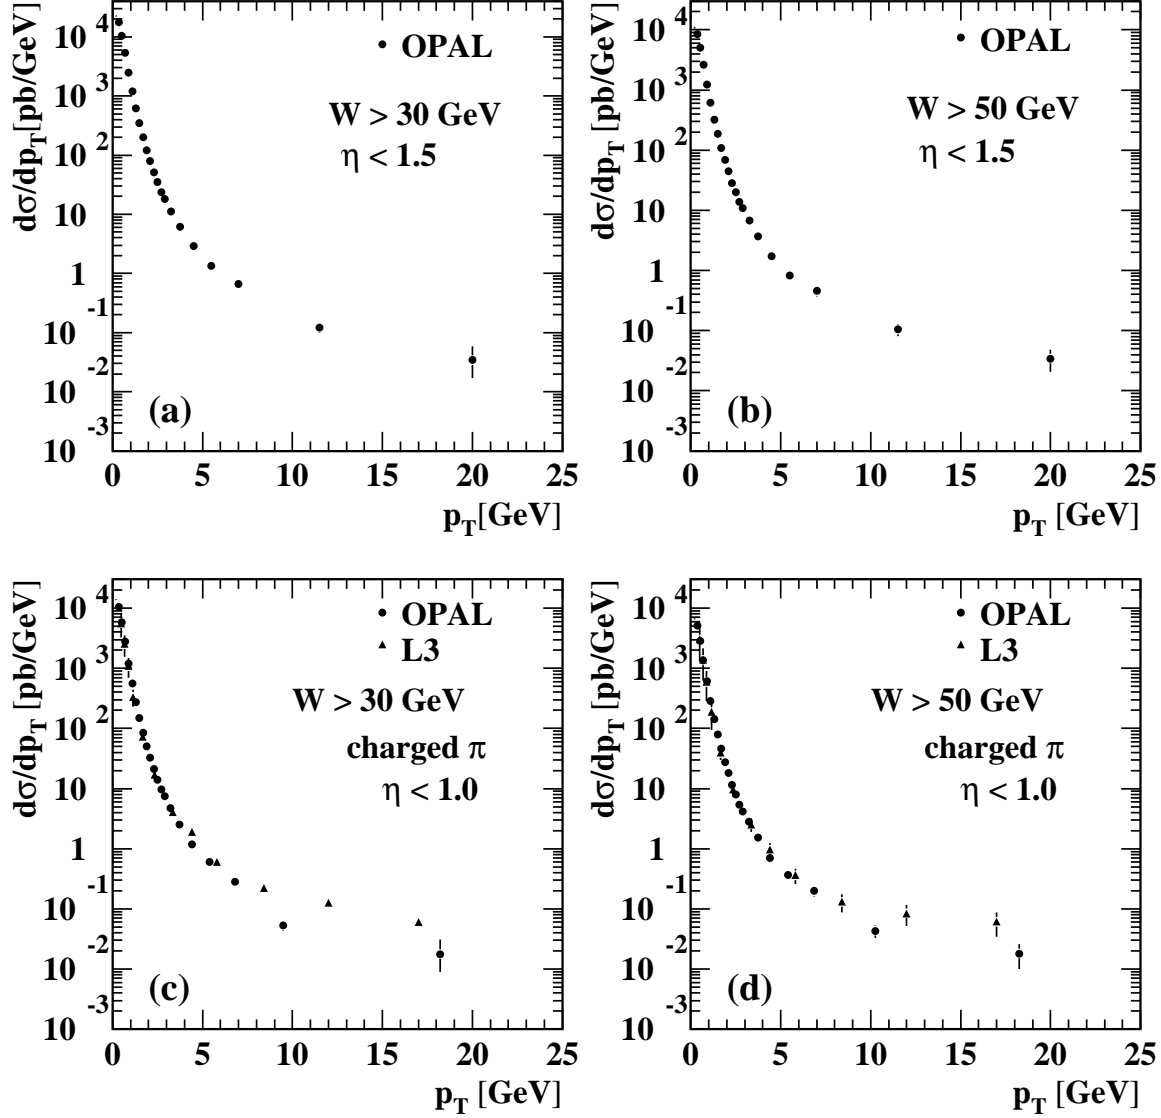 dσ/dp_T[pb/GeV]
10^4
10^3
10^2
10
1
10^-1
10^-2
10^-3
OPAL
W > 30 GeV
η < 1.5
(a)
0 5 10 15 20 25
p_T[GeV]
dσ/dp_T [pb/GeV]
10^4
10^3
10^2
10
1
10^-1
10^-2
10^-3
OPAL
W > 50 GeV
η < 1.5
(b)
0 5 10 15 20 25
p_T [GeV]
dσ/dp_T [pb/GeV]
10^4
10^3
10^2
10
1
10^-1
10^-2
10^-3
OPAL
L3
W > 30 GeV
charged π
η < 1.0
(c)
0 5 10 15 20 25
p_T [GeV]
dσ/dp_T [pb/GeV]
10^4
10^3
10^2
10
1
10^-1
10^-2
10^-3
OPAL
L3
W > 50 GeV
charged π
η < 1.0
(d)
0 5 10 15 20 25
p_T [GeV]